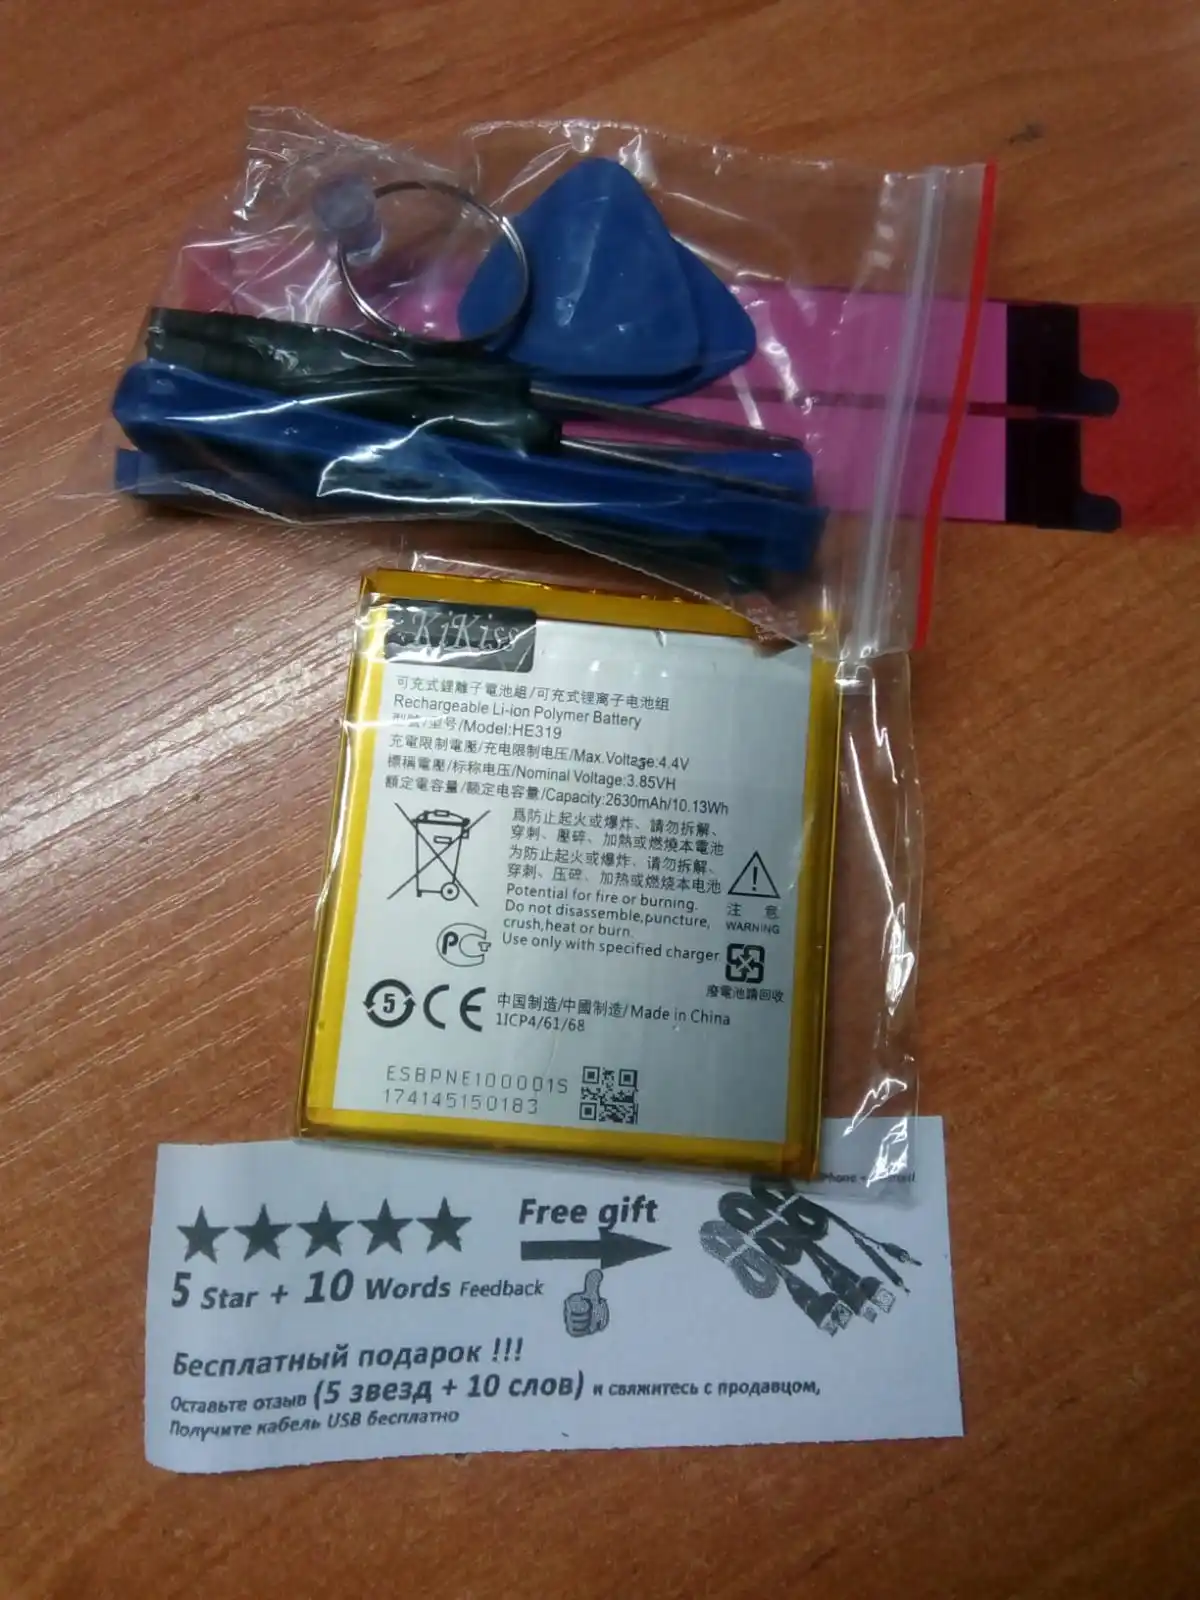 KiKiss
可充式鋰離子電池組/可充式锂离子电池组
Rechargeable Li-ion Polymer Battery
型號/型号/Model:HE319
充電限制電壓/充电限制电压/Max.Voltage:4.4V
標稱電壓/标称电压/Nominal Voltage:3.85VH
額定電容量/额定电容量/Capacity:2630mAh/10.13Wh
爲防止起火或爆炸、請勿拆解、
穿刺、壓碎、加熱或燃燒本電池
为防止起火或爆炸、请勿拆解、
穿刺、压碎、加热或燃烧本电池
Potential for fire or burning.
Do not disassemble,puncture,
crush,heat or burn.
Use only with specified charger
注 意
WARNING
РСТ
廢電池請回收
5 CE
中国制造/中國制造/Made in China
1ICP4/61/68
ESBPNE100001S
174145150183
Free gift
5 Star + 10 Words Feedback
Бесплатный подарок !!!
Оставьте отзыв (5 звезд + 10 слов) и свяжитесь с продавцом,
Получите кабель USB бесплатно